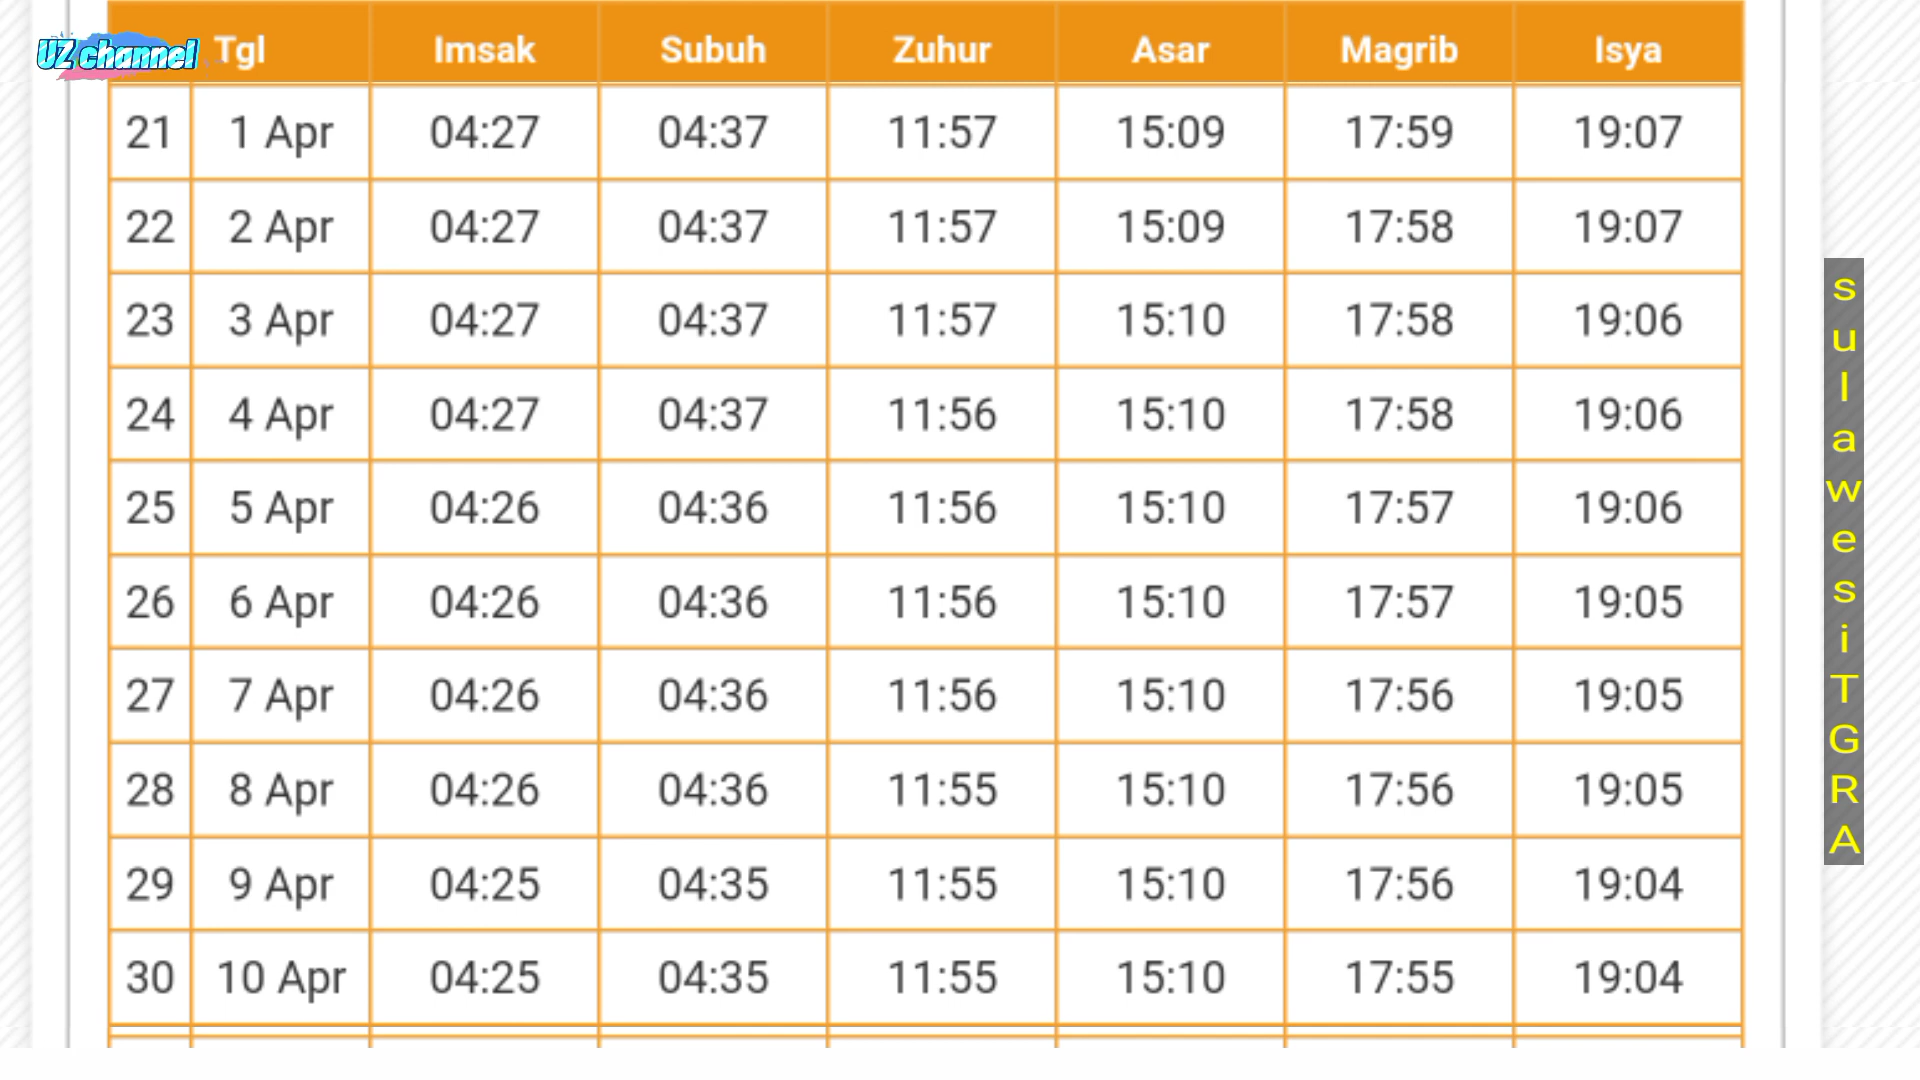 UZ channel
Tgl Imsak Subuh Zuhur Asar Magrib Isya
21 1 Apr 04:27 04:37 11:57 15:09 17:59 19:07
22 2 Apr 04:27 04:37 11:57 15:09 17:58 19:07
23 3 Apr 04:27 04:37 11:57 15:10 17:58 19:06
24 4 Apr 04:27 04:37 11:56 15:10 17:58 19:06
25 5 Apr 04:26 04:36 11:56 15:10 17:57 19:06
26 6 Apr 04:26 04:36 11:56 15:10 17:57 19:05
27 7 Apr 04:26 04:36 11:56 15:10 17:56 19:05
28 8 Apr 04:26 04:36 11:55 15:10 17:56 19:05
29 9 Apr 04:25 04:35 11:55 15:10 17:56 19:04
30 10 Apr 04:25 04:35 11:55 15:10 17:55 19:04
sulawesiTGRA